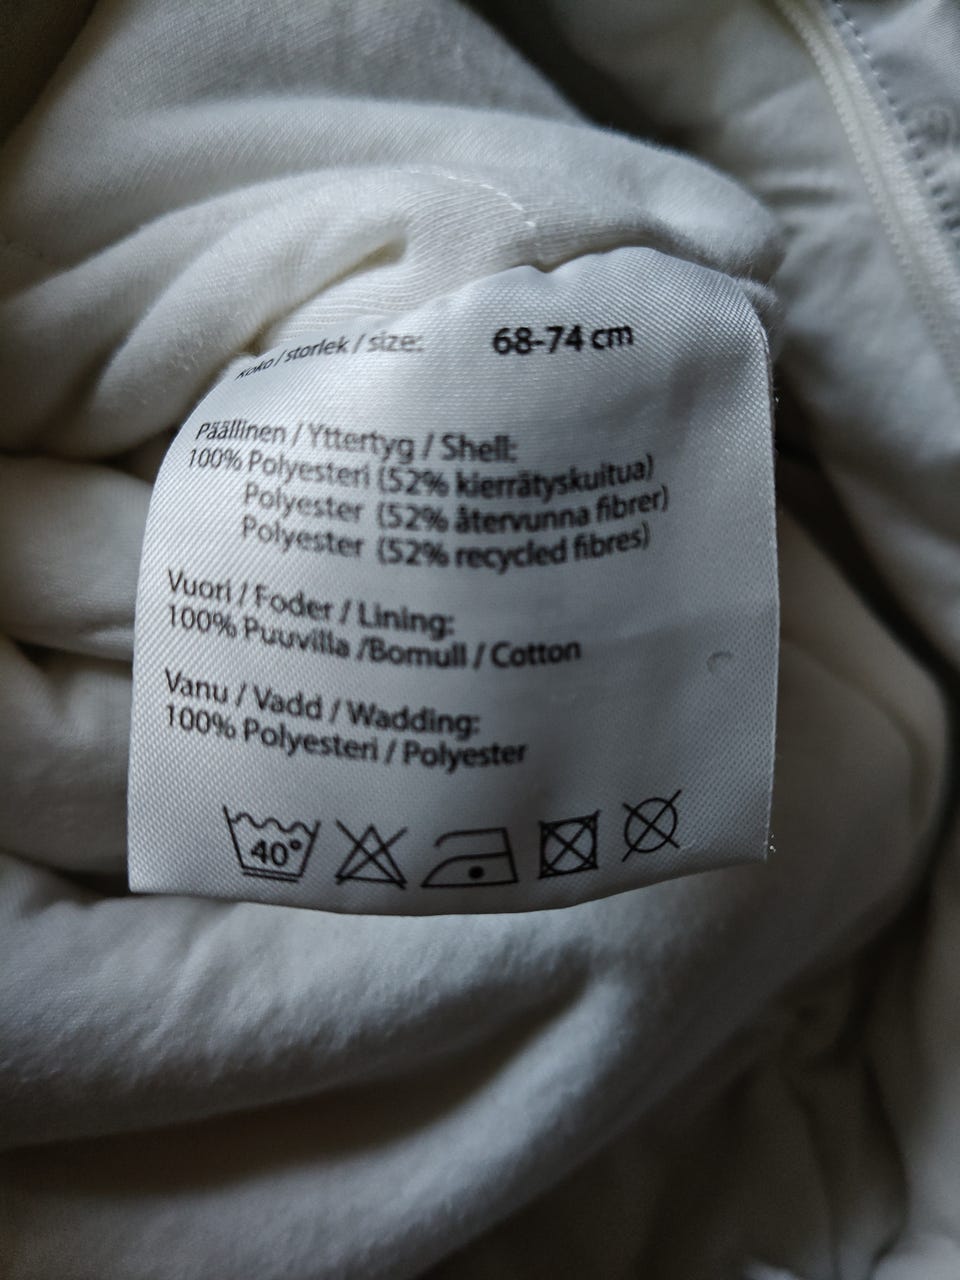 Koko / storlek / size: 68-74 cm
Päällinen / Yttertyg / Shell:
100% Polyesteri (52% kierrätyskuitua)
Polyester (52% återvunna fibrer)
Polyester (52% recycled fibres)
Vuori / Foder / Lining:
100% Puuvilla /Bomull / Cotton
Vanu / Vadd / Wadding:
100% Polyesteri / Polyester
40°